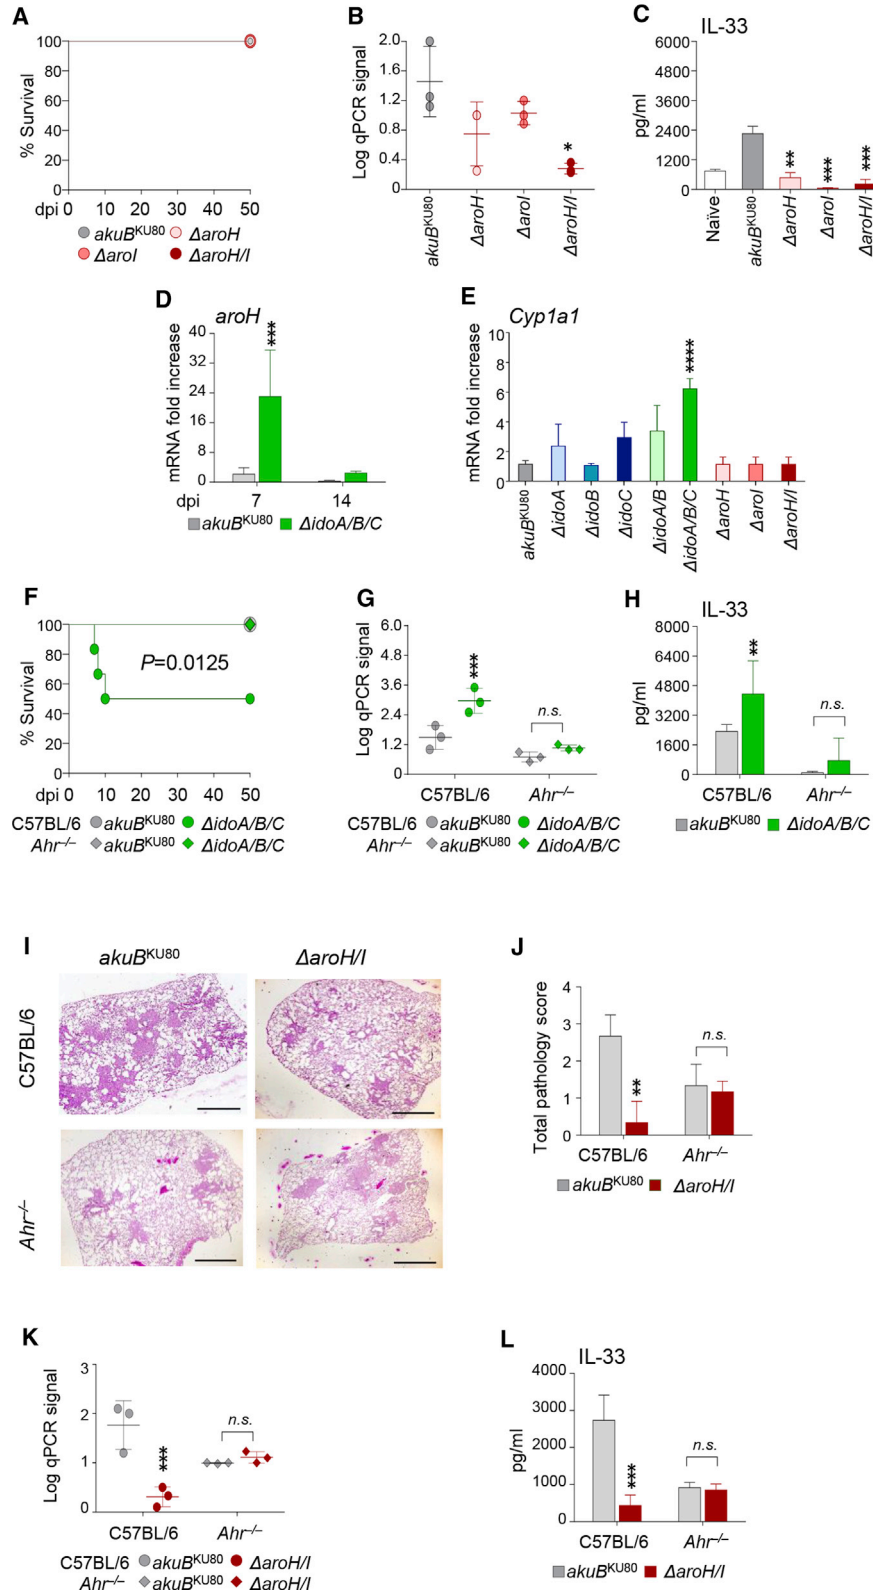 A
% Survival
100
80
60
40
20
0
dpi 0 10 20 30 40 50
akuB^KU80 ΔaroH
ΔaroI ΔaroH/I
B
Log qPCR signal
2.0
1.6
1.2
0.8
0.4
0
*
akuB^KU80
ΔaroH
ΔaroI
ΔaroH/I
C
IL-33
pg/ml
6000
4800
3600
2400
1200
0
**
***
***
Naïve
akuB^KU80
ΔaroH
ΔaroI
ΔaroH/I
D
aroH
mRNA fold increase
40
32
24
16
8
0
***
dpi 7 14
akuB^KU80 ΔidoA/B/C
E
Cyp1a1
mRNA fold increase
10
8
6
4
2
0
****
akuB^KU80
ΔidoA
ΔidoB
ΔidoC
ΔidoA/B
ΔidoA/B/C
ΔaroH
ΔaroI
ΔaroH/I
F
% Survival
100
80
60
40
20
0
P=0.0125
dpi 0 10 20 30 40 50
C57BL/6 akuB^KU80 ΔidoA/B/C
Ahr–/– akuB^KU80 ΔidoA/B/C
G
Log qPCR signal
6.0
4.8
3.6
2.4
1.2
0
***
n.s.
C57BL/6 Ahr–/–
C57BL/6 akuB^KU80 ΔidoA/B/C
Ahr–/– akuB^KU80 ΔidoA/B/C
H
IL-33
pg/ml
8000
6400
4800
3200
1600
0
**
n.s.
C57BL/6 Ahr–/–
akuB^KU80 ΔidoA/B/C
I
akuB^KU80 ΔaroH/I
C57BL/6
Ahr–/–
J
Total pathology score
4
3
2
1
0
**
n.s.
C57BL/6 Ahr–/–
akuB^KU80 ΔaroH/I
K
Log qPCR signal
3
2
1
0
***
n.s.
C57BL/6 Ahr–/–
C57BL/6 akuB^KU80 ΔaroH/I
Ahr–/– akuB^KU80 ΔaroH/I
L
IL-33
pg/ml
4000
3000
2000
1000
0
***
n.s.
C57BL/6 Ahr–/–
akuB^KU80 ΔaroH/I